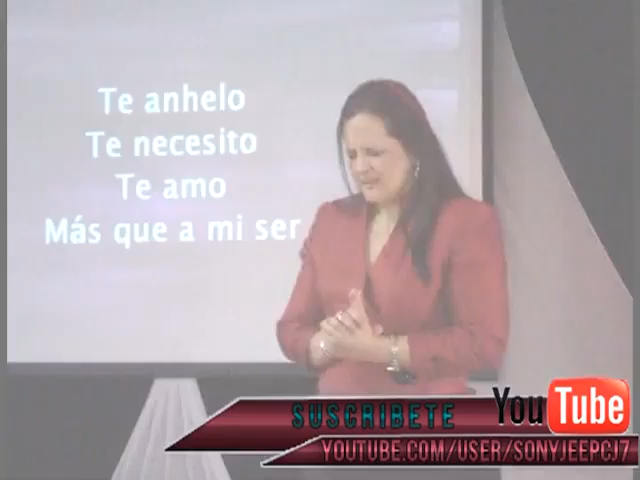 Te anhelo
Te necesito
Te amo
Más que a mi ser
SUSCRIBETE
YouTube
YOUTUBE.COM/USER/SONYJEEPCJ7